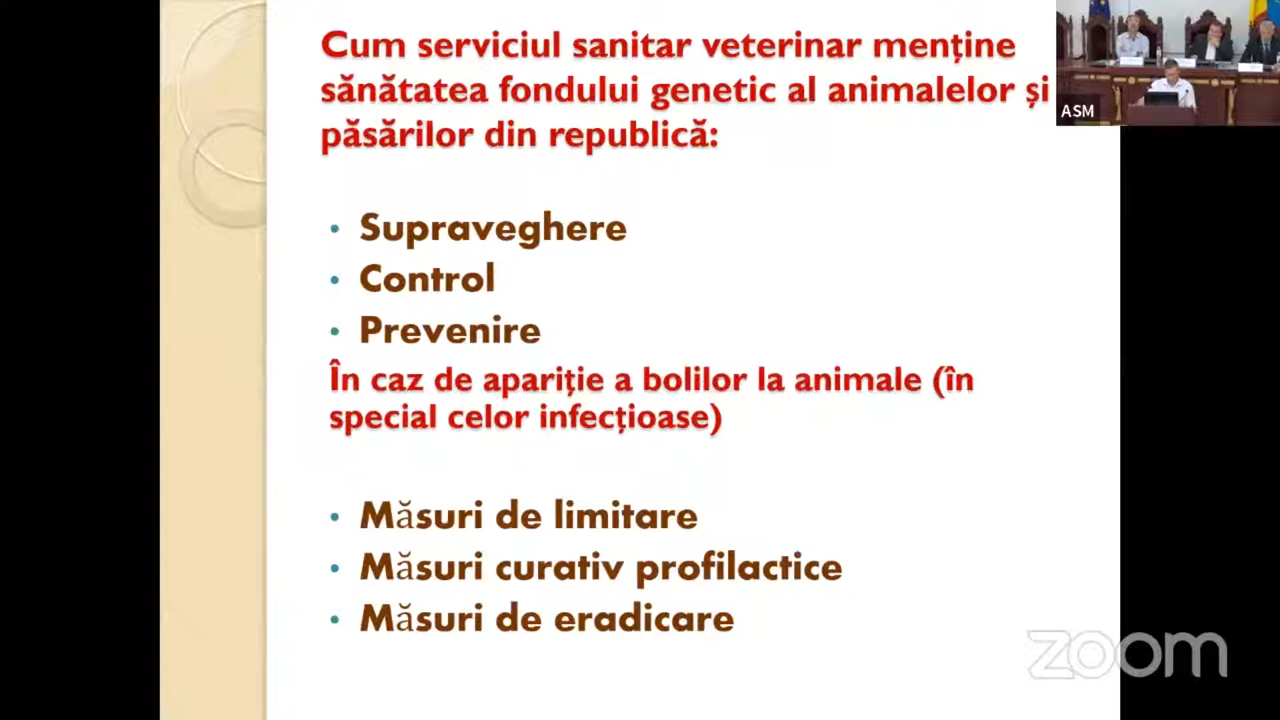 Cum serviciul sanitar veterinar menține
sănătatea fondului genetic al animalelor și
păsărilor din republică:
ASM
• Supraveghere
• Control
• Prevenire
În caz de apariție a bolilor la animale (în
special celor infecțioase)
• Măsuri de limitare
• Măsuri curativ profilactice
• Măsuri de eradicare
zoom